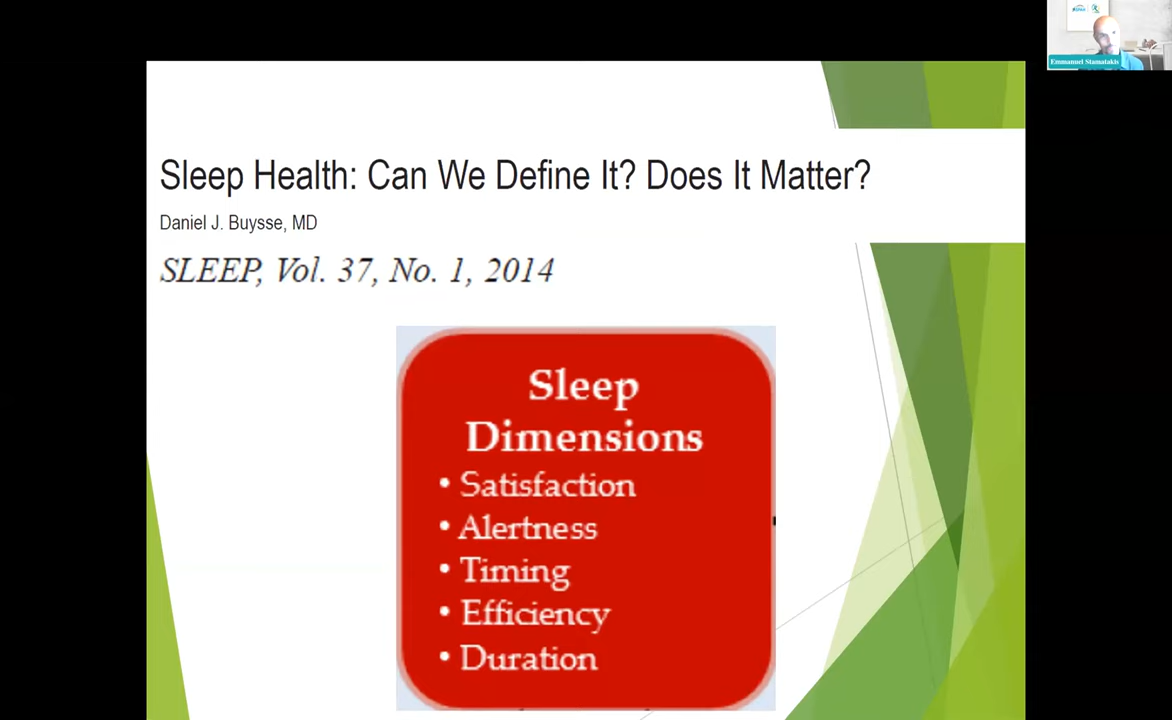 Emmanuel Stamatakis
Sleep Health: Can We Define It? Does It Matter?
Daniel J. Buysse, MD
SLEEP, Vol. 37, No. 1, 2014
Sleep
Dimensions
• Satisfaction
• Alertness
• Timing
• Efficiency
• Duration